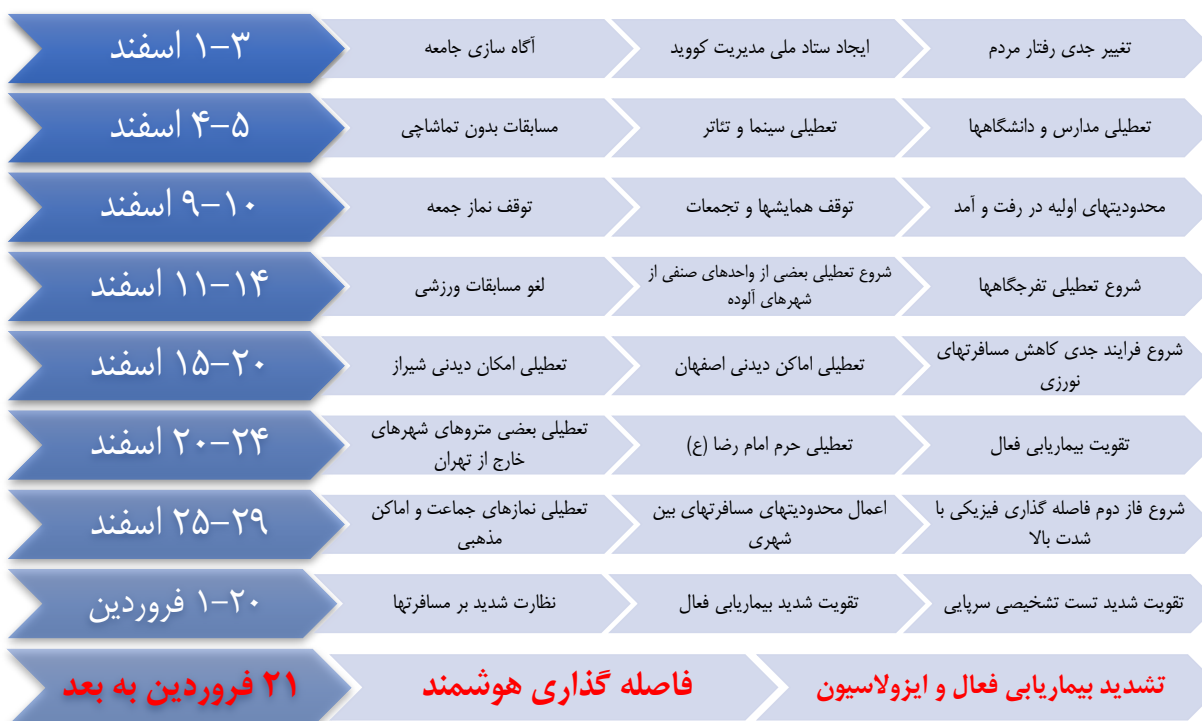 ۱-۳ اسفند
آگاه سازی جامعه
ایجاد ستاد ملی مدیریت کووید
تغییر جدی رفتار مردم
۴-۵ اسفند
مسابقات بدون تماشاچی
تعطیلی سینما و تئاتر
تعطیلی مدارس و دانشگاهها
۹-۱۰ اسفند
توقف نماز جمعه
توقف همایشها و تجمعات
محدودیتهای اولیه در رفت و آمد
۱۱-۱۴ اسفند
لغو مسابقات ورزشی
شروع تعطیلی بعضی از واحدهای صنفی از
شهرهای آلوده
شروع تعطیلی تفرجگاهها
۱۵-۲۰ اسفند
تعطیلی امکان دیدنی شیراز
تعطیلی اماکن دیدنی اصفهان
شروع فرایند جدی کاهش مسافرتهای
نورزی
۲۰-۲۴ اسفند
تعطیلی بعضی متروهای شهرهای
خارج از تهران
تعطیلی حرم امام رضا (ع)
تقویت بیماریابی فعال
۲۵-۲۹ اسفند
تعطیلی نمازهای جماعت و اماکن
مذهبی
اعمال محدودیتهای مسافرتهای بین
شهری
شروع فاز دوم فاصله گذاری فیزیکی با
شدت بالا
۱-۲۰ فروردین
نظارت شدید بر مسافرتها
تقویت شدید بیماریابی فعال
تقویت شدید تست تشخیصی سرپایی
۲۱ فروردین به بعد
فاصله گذاری هوشمند
تشدید بیماریابی فعال و ایزولاسیون